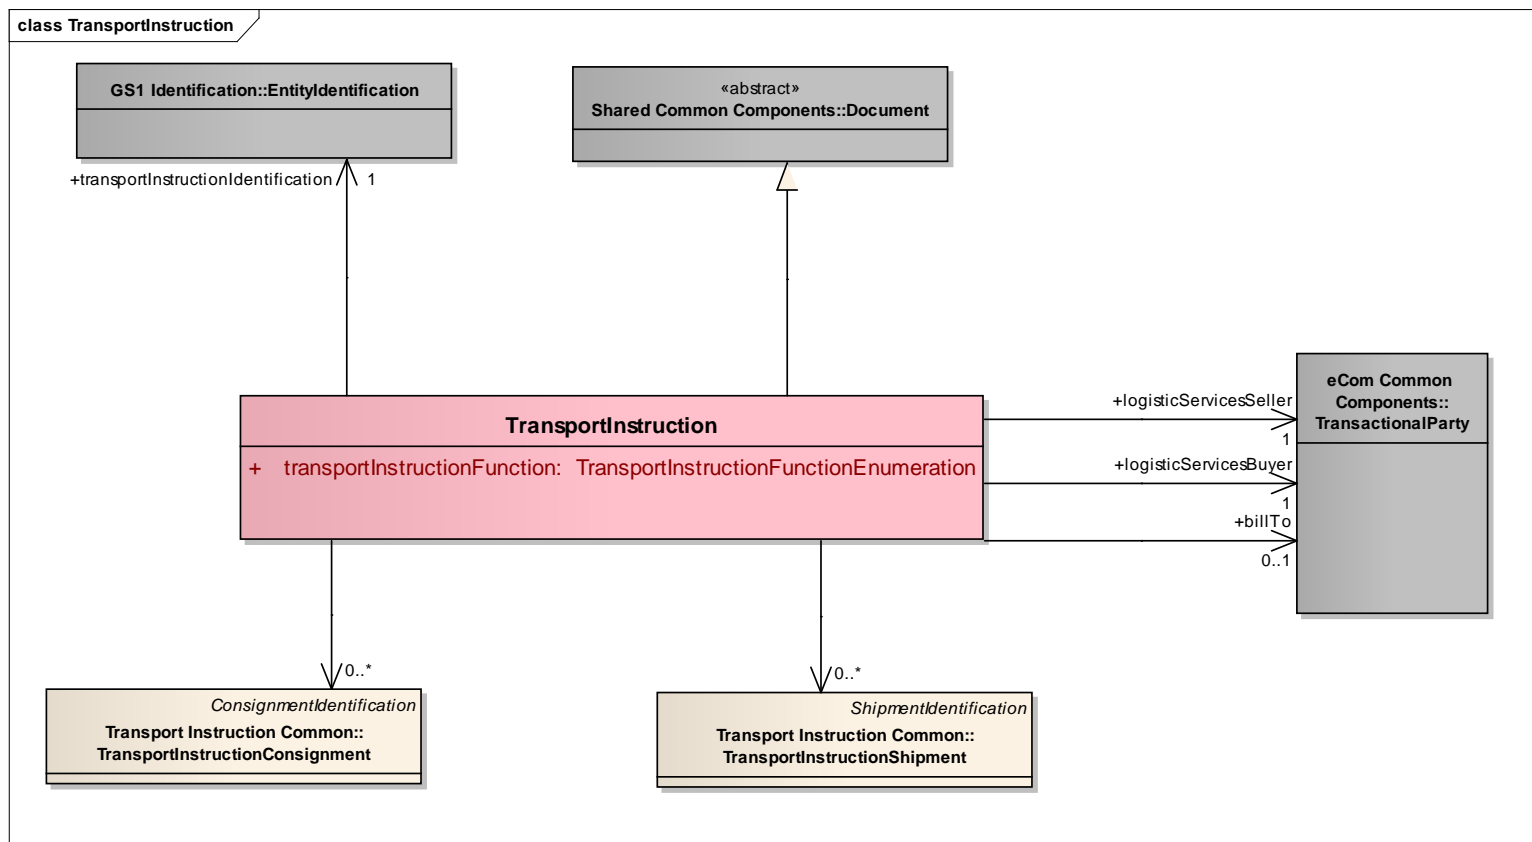 class TransportInstruction
GS1 Identification::EntityIdentification
«abstract»
Shared Common Components::Document
+transportInstructionIdentification
1
eCom Common
Components::
TransactionalParty
+logisticServicesSeller
1
TransportInstruction
+ transportInstructionFunction: TransportInstructionFunctionEnumeration
+logisticServicesBuyer
1
+billTo
0..1
0..*
0..*
ConsignmentIdentification
Transport Instruction Common::
TransportInstructionConsignment
ShipmentIdentification
Transport Instruction Common::
TransportInstructionShipment